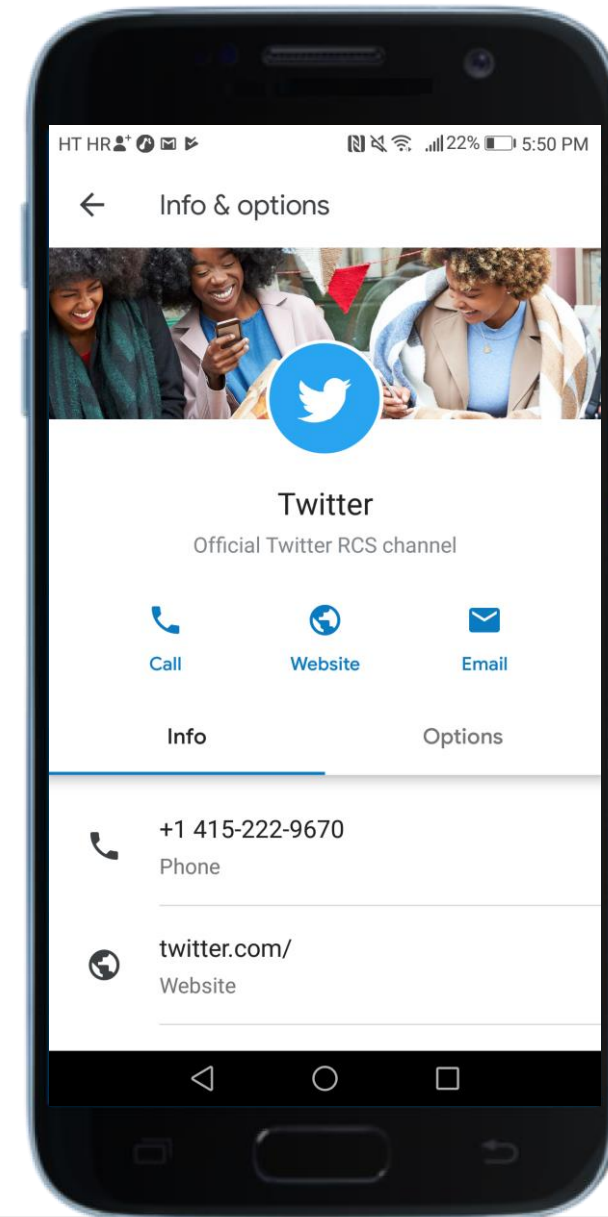 HT HR 22% 5:50 PM
Info & options
Twitter
Official Twitter RCS channel
Call Website Email
Info Options
+1 415-222-9670
Phone
twitter.com/
Website